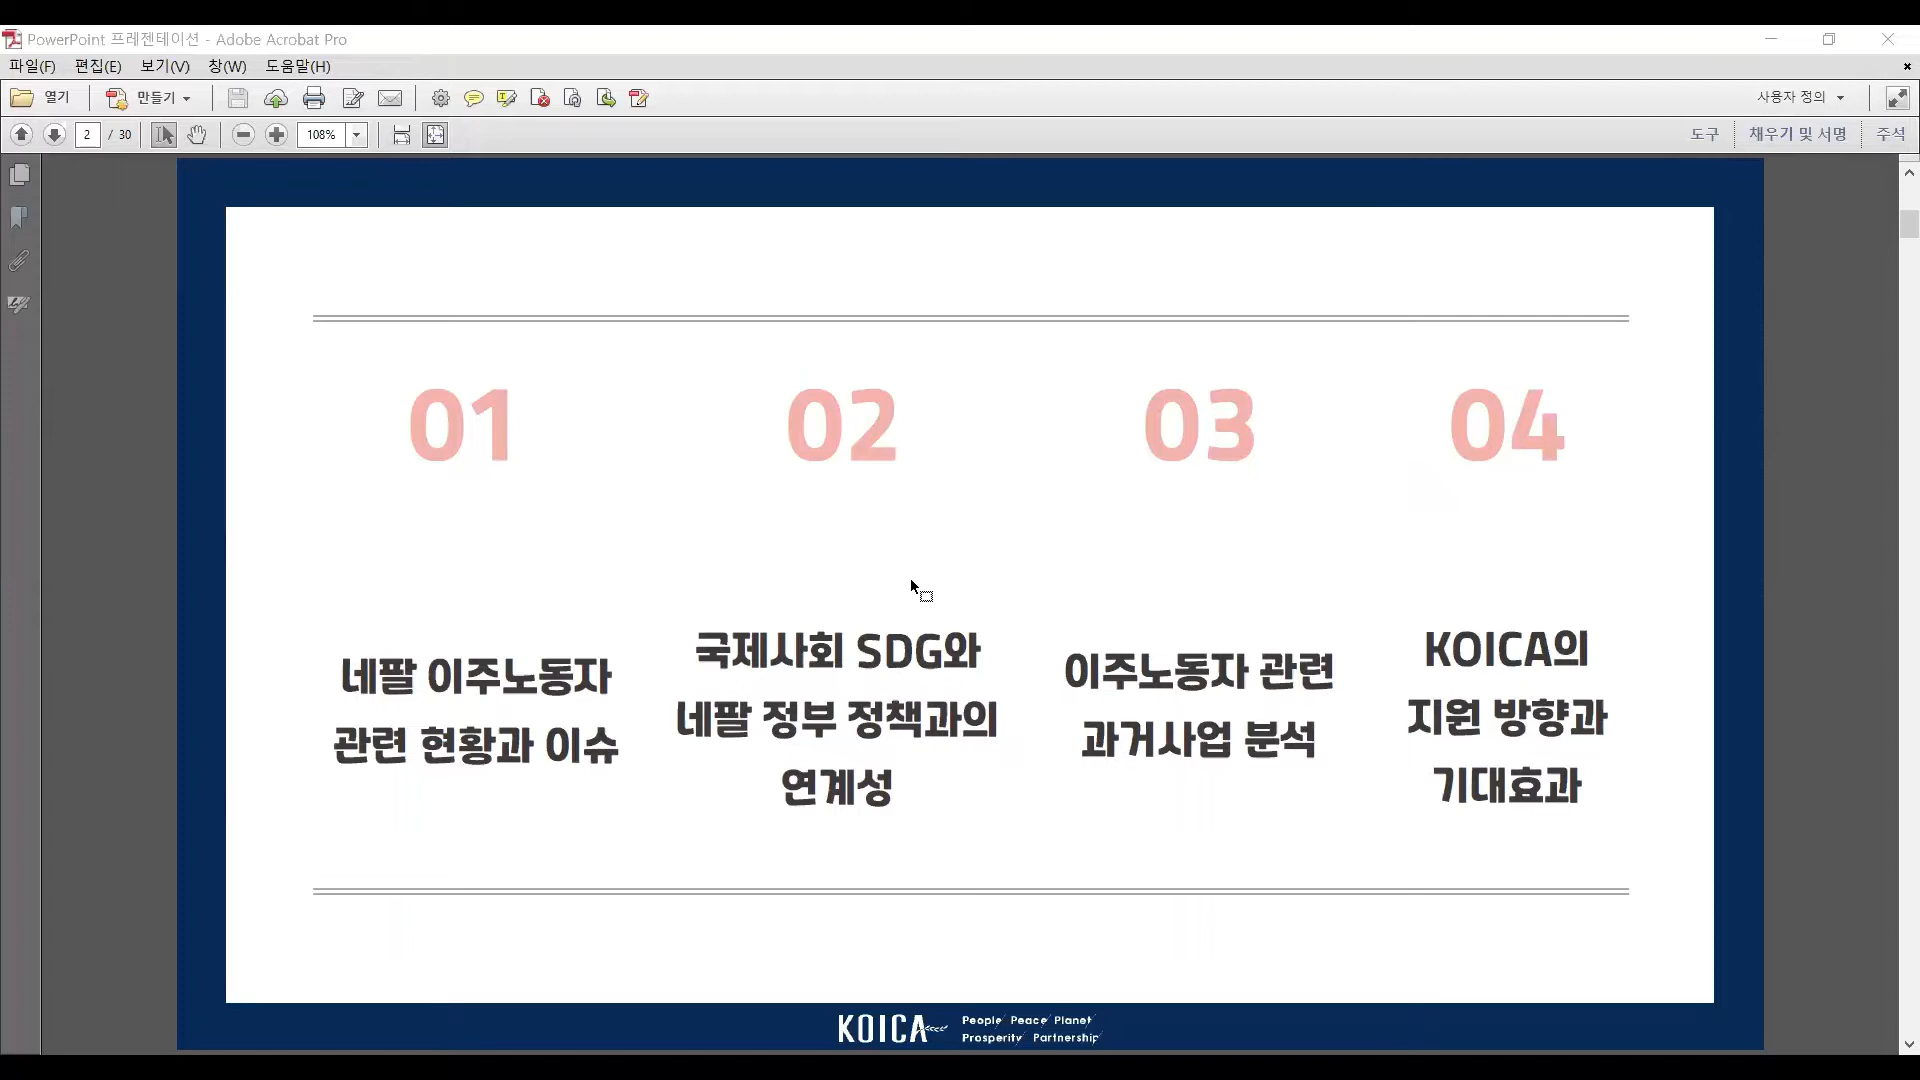 PowerPoint 프레젠테이션 - Adobe Acrobat Pro
파일(F) 편집(E) 보기(V) 창(W) 도움말(H)
열기 만들기 사용자 정의
2 / 30 108% 도구 채우기 및 서명 주석
01
02
03
04
네팔 이주노동자
관련 현황과 이슈
국제사회 SDG와
네팔 정부 정책과의
연계성
이주노동자 관련
과거사업 분석
KOICA의
지원 방향과
기대효과
KOICA
People Peace Planet
Prosperity Partnership